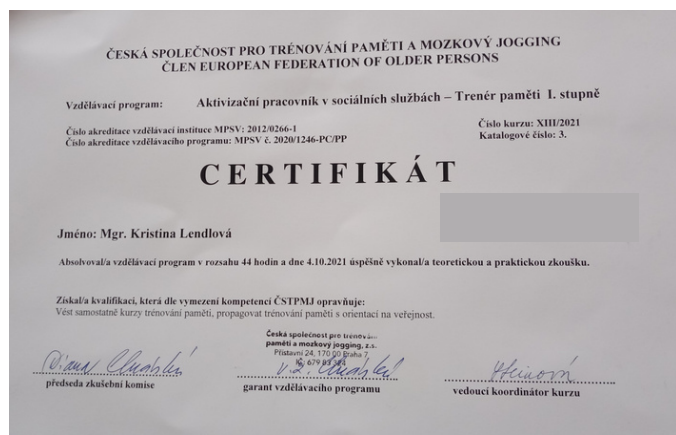 ČESKÁ SPOLEČNOST PRO TRÉNOVÁNÍ PAMĚTI A MOZKOVÝ JOGGING
ČLEN EUROPEAN FEDERATION OF OLDER PERSONS
Vzdělávací program: Aktivizační pracovník v sociálních službách – Trenér paměti I. stupně
Číslo akreditace vzdělávací instituce MPSV: 2012/0266-1
Číslo akreditace vzdělávacího programu: MPSV č. 2020/1246-PC/PP
Číslo kurzu: XIII/2021
Katalogové číslo: 3.
CERTIFIKÁT
Jméno: Mgr. Kristína Lendlová
Absolvoval/a vzdělávací program v rozsahu 44 hodin a dne 4.10.2021 úspěšně vykonal/a teoretickou a praktickou zkoušku.
Získal/a kvalifikaci, která dle vymezení kompetencí ČSTPMJ opravňuje:
Vést samostatně kurzy trénování paměti, propagovat trénování paměti s orientací na veřejnost.
Česká společnost pro trénování
paměti a mozkový jogging, z.s.
Přístavní 24, 170 00 Praha 7
Diana
předseda zkušební komise
garant vzdělávacího programu
vedoucí koordinátor kurzu